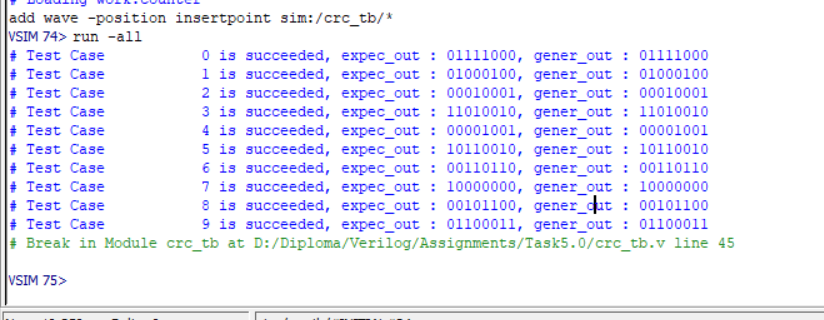 # Loading work.counter
add wave -position insertpoint sim:/crc_tb/*
VSIM 74> run -all
# Test Case           0 is succeeded, expec_out : 01111000, gener_out : 01111000
# Test Case           1 is succeeded, expec_out : 01000100, gener_out : 01000100
# Test Case           2 is succeeded, expec_out : 00010001, gener_out : 00010001
# Test Case           3 is succeeded, expec_out : 11010010, gener_out : 11010010
# Test Case           4 is succeeded, expec_out : 00001001, gener_out : 00001001
# Test Case           5 is succeeded, expec_out : 10110010, gener_out : 10110010
# Test Case           6 is succeeded, expec_out : 00110110, gener_out : 00110110
# Test Case           7 is succeeded, expec_out : 10000000, gener_out : 10000000
# Test Case           8 is succeeded, expec_out : 00101100, gener_out : 00101100
# Test Case           9 is succeeded, expec_out : 01100011, gener_out : 01100011
# Break in Module crc_tb at D:/Diploma/Verilog/Assignments/Task5.0/crc_tb.v line 45
VSIM 75>